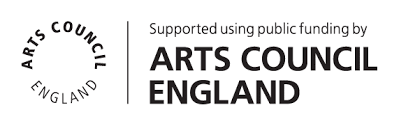 ARTS COUNCIL
ENGLAND
Supported using public funding by
ARTS COUNCIL
ENGLAND